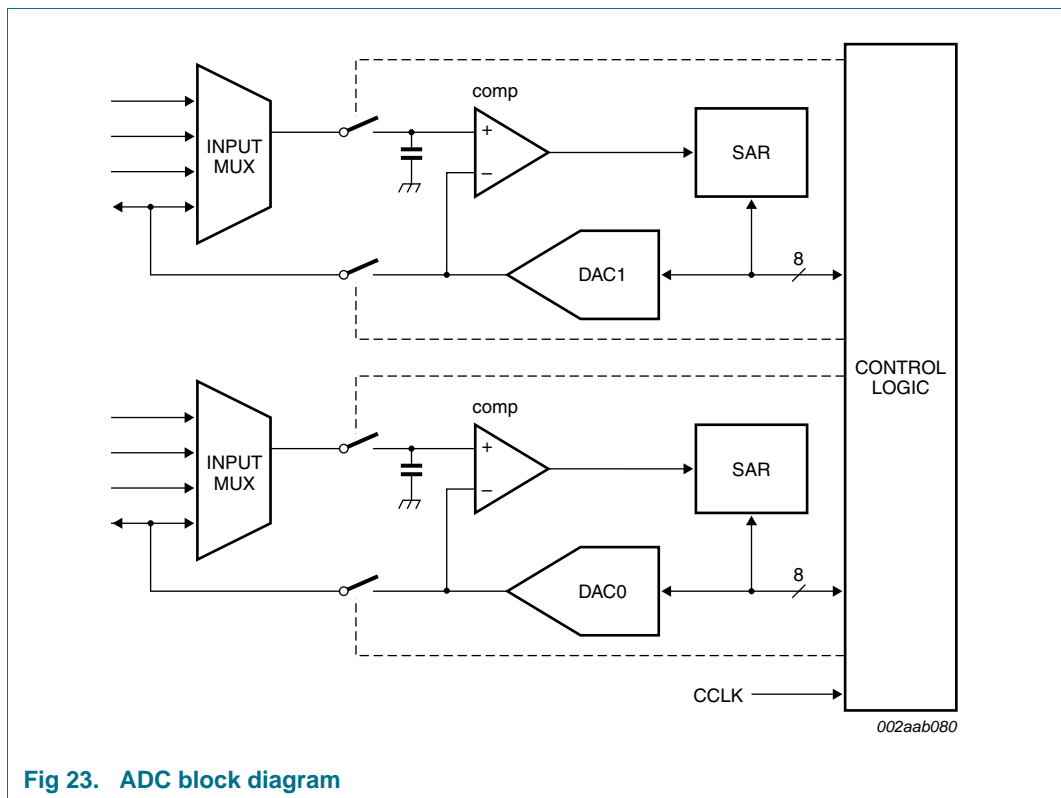 comp
INPUT
MUX
+
–
SAR
DAC1
8
CONTROL
LOGIC
comp
INPUT
MUX
+
–
SAR
DAC0
8
CCLK
002aab080
Fig 23. ADC block diagram